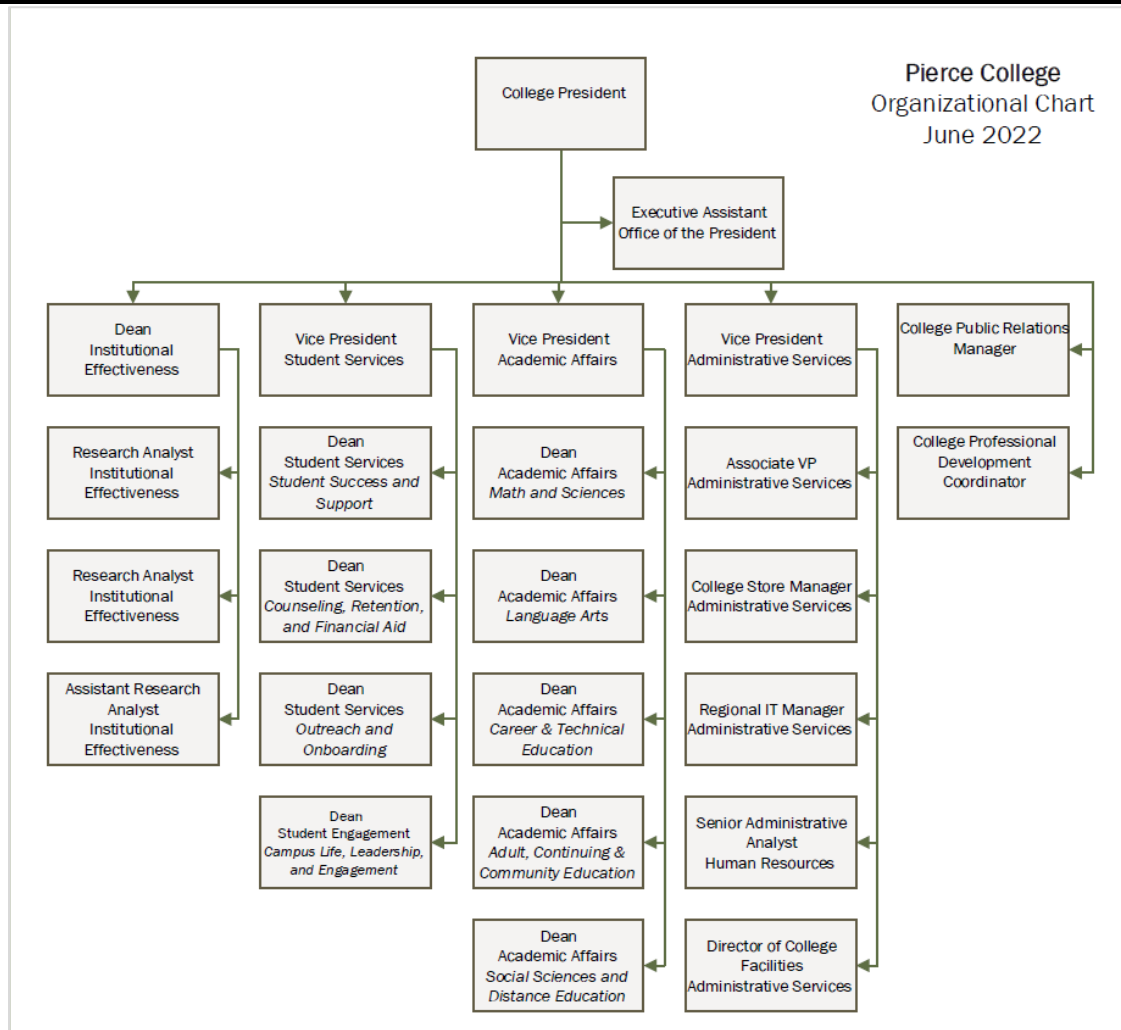 Pierce College
Organizational Chart
June 2022
College President
Executive Assistant
Office of the President
Dean
Institutional
Effectiveness
Research Analyst
Institutional
Effectiveness
Research Analyst
Institutional
Effectiveness
Assistant Research
Analyst
Institutional
Effectiveness
Vice President
Student Services
Dean
Student Services
Student Success and
Support
Dean
Student Services
Counseling, Retention,
and Financial Aid
Dean
Student Services
Outreach and
Onboarding
Dean
Student Engagement
Campus Life, Leadership,
and Engagement
Vice President
Academic Affairs
Dean
Academic Affairs
Math and Sciences
Dean
Academic Affairs
Language Arts
Dean
Academic Affairs
Career & Technical
Education
Dean
Academic Affairs
Adult, Continuing &
Community Education
Dean
Academic Affairs
Social Sciences and
Distance Education
Vice President
Administrative Services
Associate VP
Administrative Services
College Store Manager
Administrative Services
Regional IT Manager
Administrative Services
Senior Administrative
Analyst
Human Resources
Director of College
Facilities
Administrative Services
College Public Relations
Manager
College Professional
Development
Coordinator